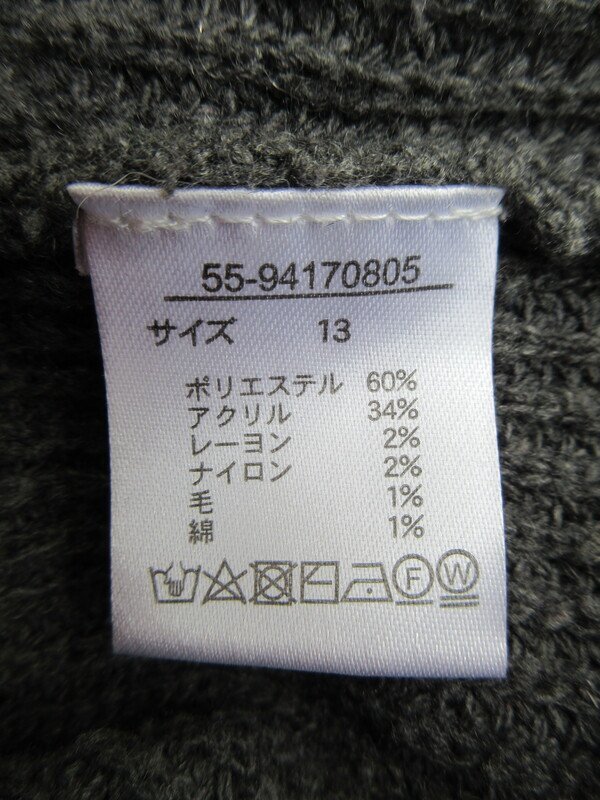 55-94170805
サイズ 13
ポリエステル 60%
アクリル 34%
レーヨン 2%
ナイロン 2%
毛 1%
綿 1%
F W